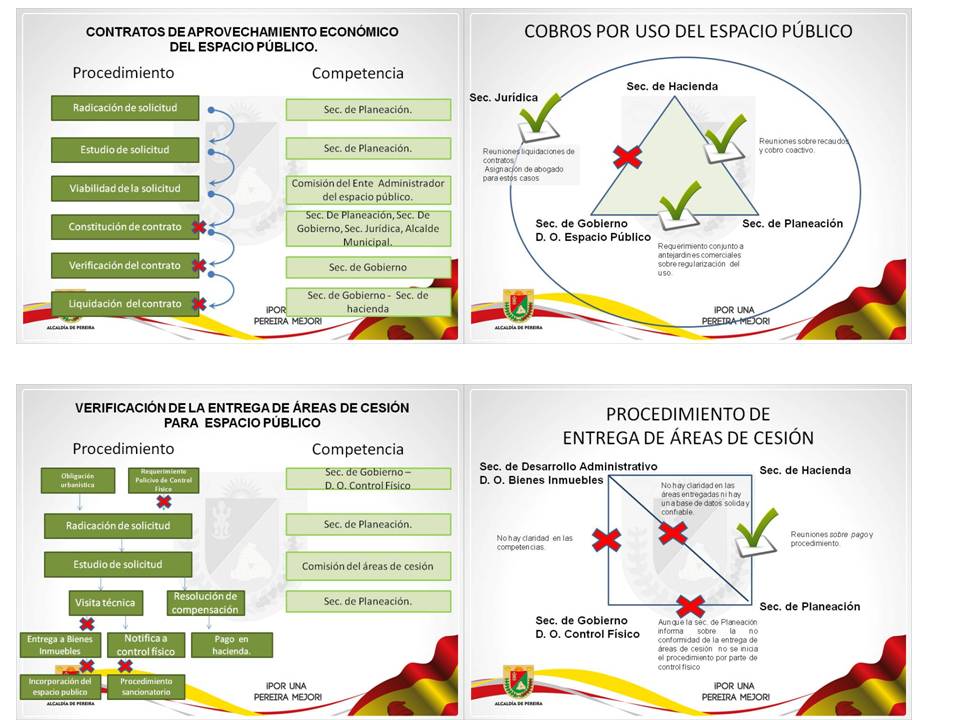 CONTRATOS DE APROVECHAMIENTO ECONÓMICO
DEL ESPACIO PÚBLICO.
Procedimiento
Competencia
Radicación de solicitud
Sec. de Planeación.
Estudio de solicitud
Sec. de Planeación.
Viabilidad de la solicitud
Comisión del Ente Administrador
del espacio público.
Constitución de contrato
Sec. De Planeación, Sec. De
Gobierno, Sec. Jurídica, Alcalde
Municipal.
Verificación del contrato
Sec. de Gobierno
Liquidación del contrato
Sec. de Gobierno - Sec. de
hacienda
ALCALDÍA DE PEREIRA
¡POR UNA
PEREIRA MEJOR!
COBROS POR USO DEL ESPACIO PÚBLICO
Sec. Jurídica
Sec. de Hacienda
Reuniones liquidaciones de
contratos.
Asignación de abogado
para estos casos
Reuniones sobre recaudos
y cobro coactivo.
Sec. de Gobierno
D. O. Espacio Público
Sec. de Planeación
Requerimiento conjunto a
antejardines comerciales
sobre regularización del
uso.
ALCALDÍA DE PEREIRA
¡POR UNA
PEREIRA MEJOR!
VERIFICACIÓN DE LA ENTREGA DE ÁREAS DE CESIÓN
PARA ESPACIO PÚBLICO
Procedimiento
Competencia
Obligación
urbanística
Requerimiento
Policivo de Control
Físico
Sec. de Gobierno –
D. O. Control Físico
Radicación de solicitud
Sec. de Planeación.
Estudio de solicitud
Comisión del áreas de cesión
Visita técnica
Resolución de
compensación
Sec. de Planeación.
Entrega a Bienes
Inmuebles
Notifica a
control físico
Pago en
hacienda.
Incorporación del
espacio publico
Procedimiento
sancionatorio
ALCALDÍA DE PEREIRA
¡POR UNA
PEREIRA MEJOR!
PROCEDIMIENTO DE
ENTREGA DE ÁREAS DE CESIÓN
Sec. de Desarrollo Administrativo
D. O. Bienes Inmuebles
Sec. de Hacienda
No hay claridad en las
áreas entregadas ni hay
una base de datos solida y
confiable.
No hay claridad en las
competencias.
Reuniones sobre pago y
procedimiento.
Sec. de Gobierno
D. O. Control Físico
Sec. de Planeación
Aunque la sec. de Planeación
informa sobre la no
conformidad de la entrega de
áreas de cesión no se inicia
el procedimiento por parte de
control físico
ALCALDÍA DE PEREIRA
¡POR UNA
PEREIRA MEJOR!